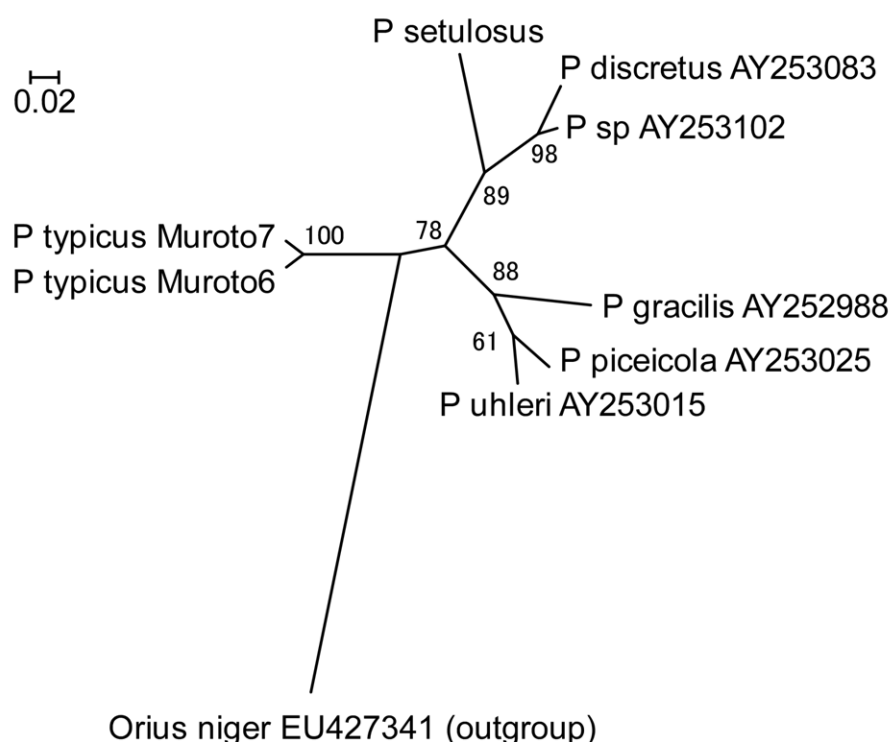 P setulosus
P discretus AY253083
0.02
P sp AY253102
98
89
P typicus Muroto7
100
78
P typicus Muroto6
88
P gracilis AY252988
61
P piceicola AY253025
P uhleri AY253015
Orius niger EU427341 (outgroup)